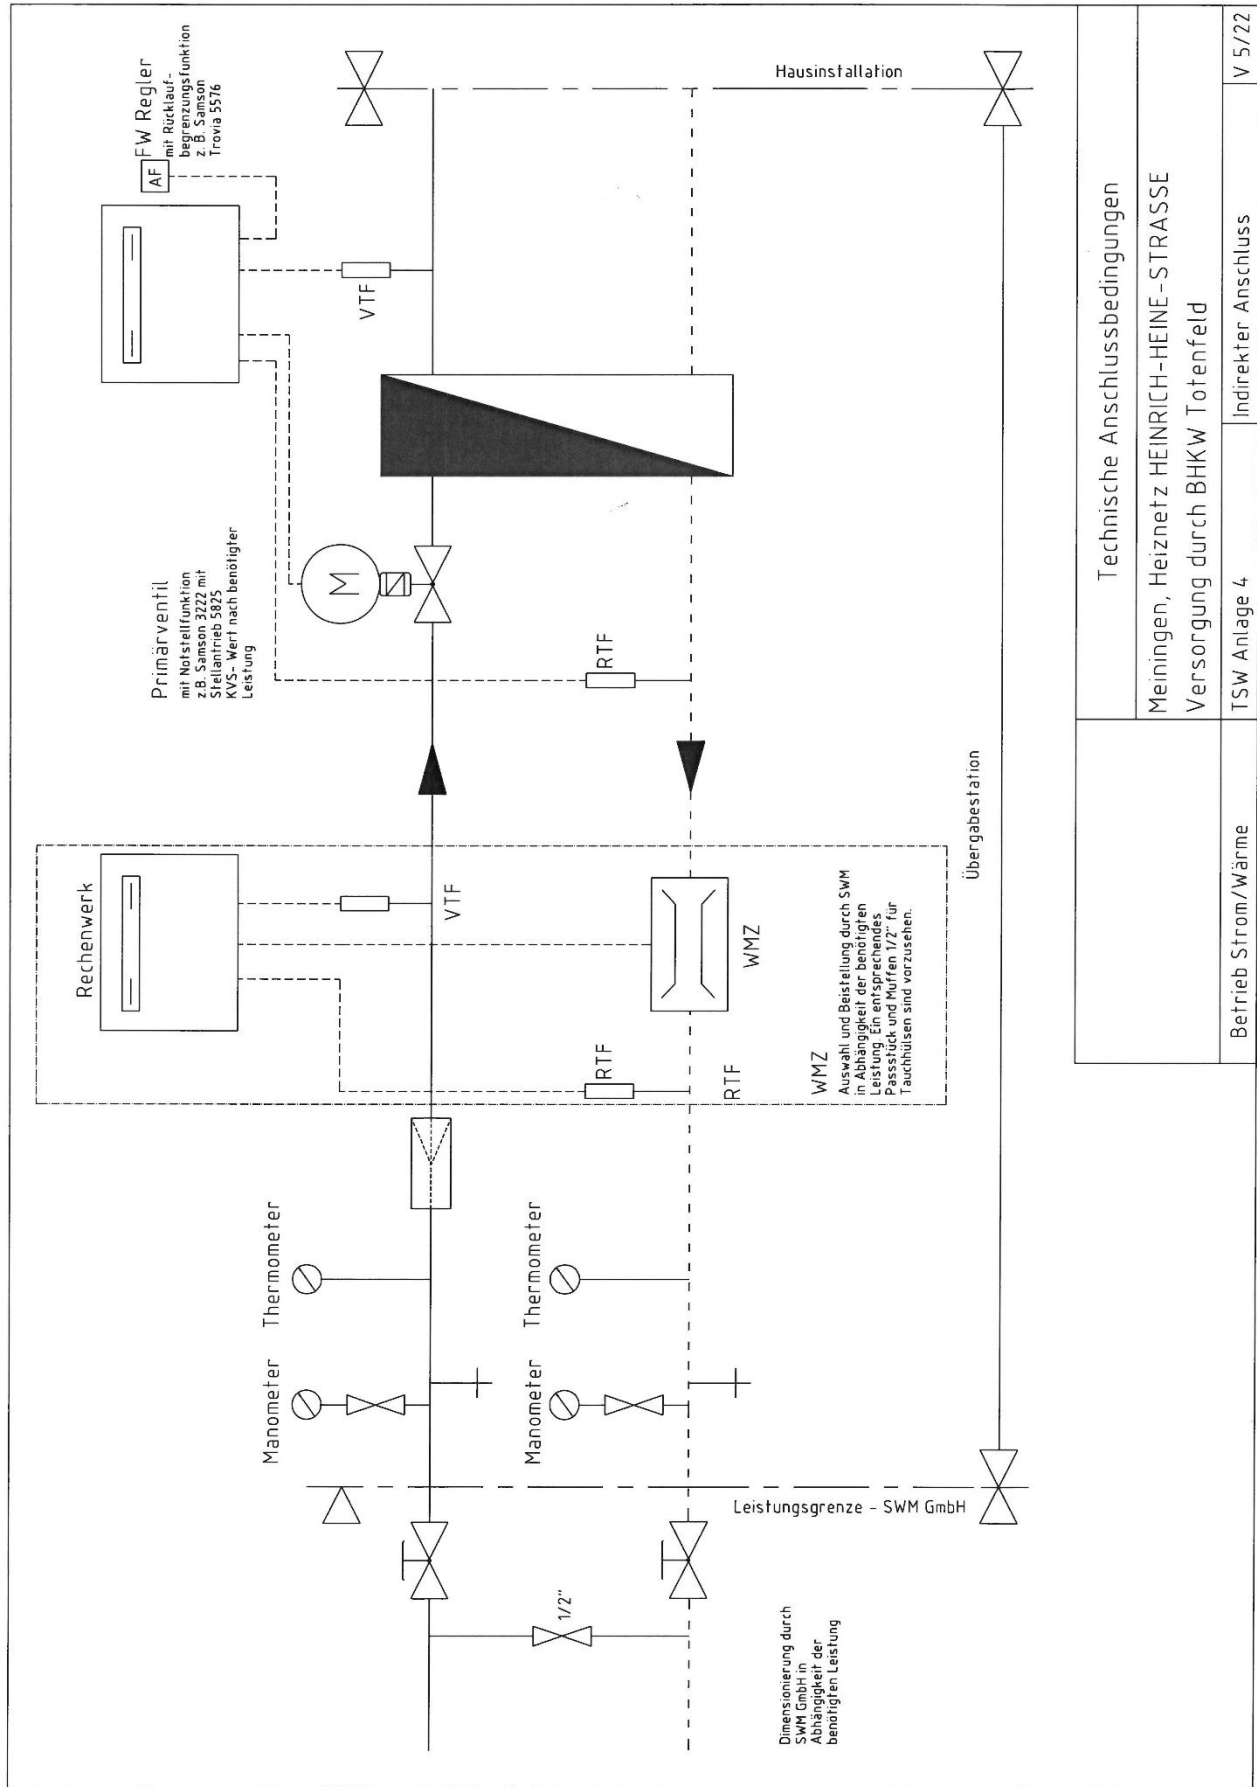 Primärventil
mit Notstellfunktion
z.B. Samson 3222 mit
Stellantrieb 5825
KVS- Wert nach benötigter
Leistung
FW Regler
mit Rücklauf-
begrenzungsfunktion
z. B. Samson
Trovia 5576
AF
Rechenwerk
M
VTF
VTF
Manometer
Thermometer
RTF
RTF
Manometer
Thermometer
1/2"
RTF
WMZ
Hausinstallation
Leistungsgrenze - SWM GmbH
Dimensionierung durch
SWM GmbH in
Abhängigkeit der
benötigten Leistung
WMZ
Auswahl und Beistellung durch SWM
in Abhängigkeit der benötigten
Leistung. Ein entsprechendes
Passstück und Muffen 1/2" für
Tauchhülsen sind vorzusehen.
Übergabestation
Technische Anschlussbedingungen
Meiningen, Heiznetz HEINRICH-HEINE-STRASSE
Versorgung durch BHKW Totenfeld
Betrieb Strom/Wärme
TSW Anlage 4
Indirekter Anschluss
V 5/22